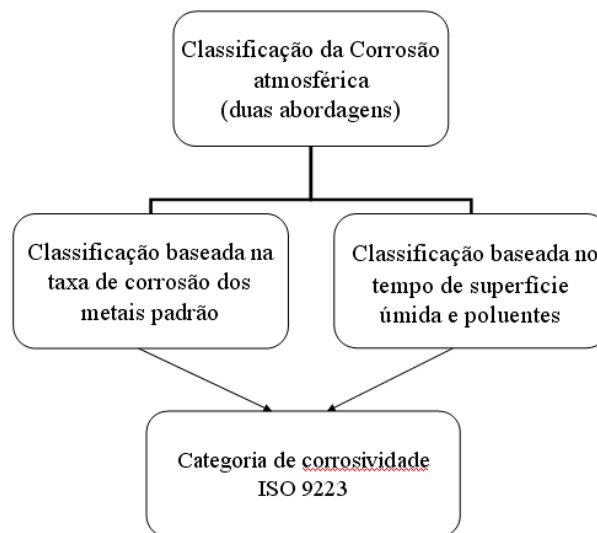 Classificação da Corrosão
atmosférica
(duas abordagens)
Classificação baseada na
taxa de corrosão dos
metais padrão
Classificação baseada no
tempo de superfície
úmida e poluentes
Categoria de corrosividade
ISO 9223